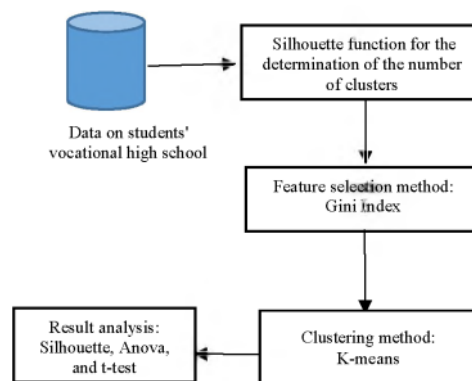 Silhouette function for the
determination of the number
of clusters
Data on students'
vocational high school
Feature selection method:
Gini Index
Result analysis:
Silhouette, Anova,
and t-test
Clustering method:
K-means